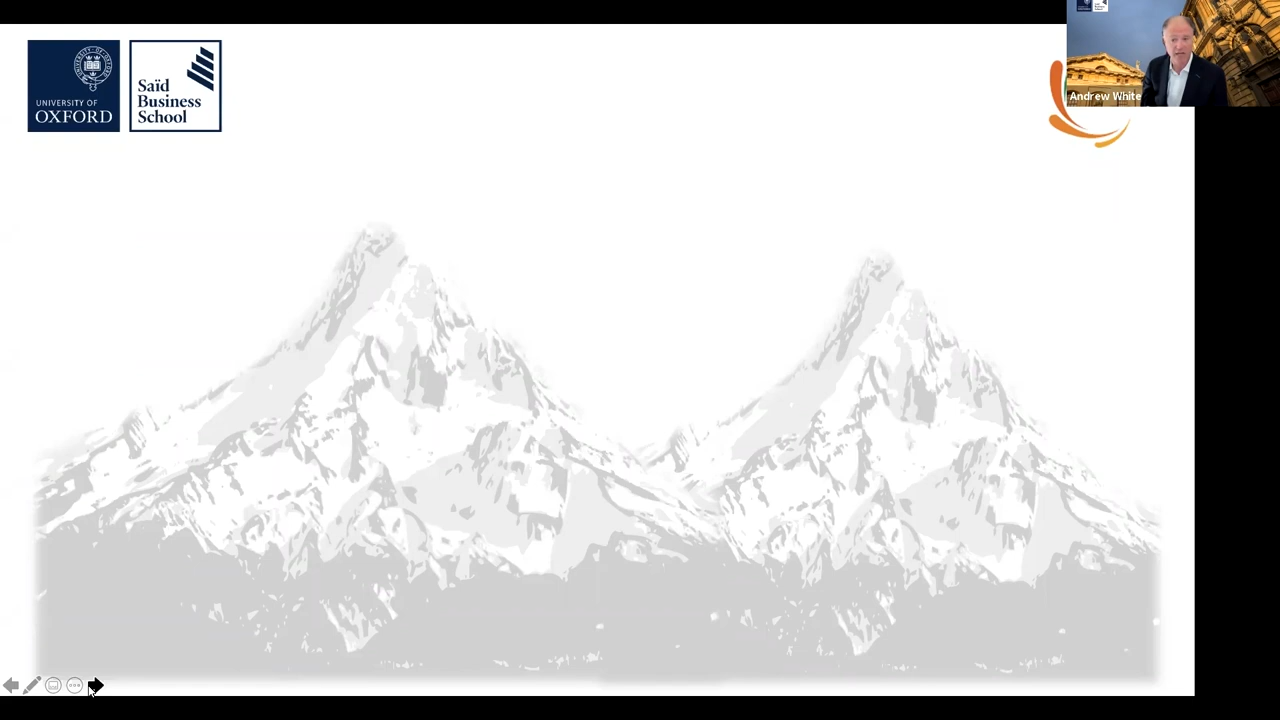 UNIVERSITY OF
OXFORD
Saïd
Business
School
Andrew White